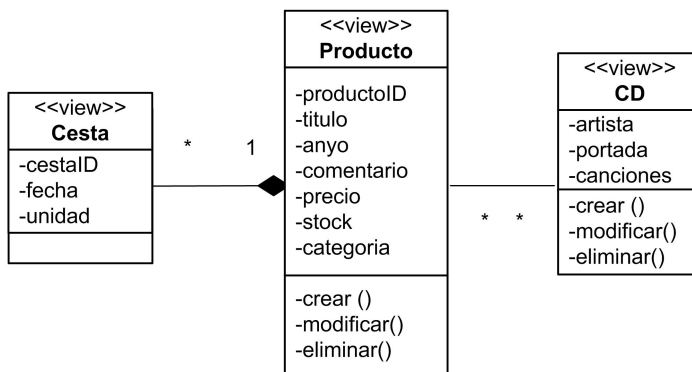 <<view>>
Cesta
-cestaID
-fecha
-unidad
* 1
<<view>>
Producto
-productoID
-titulo
-anyo
-comentario
-precio
-stock
-categoria
-crear ()
-modificar()
-eliminar()
* *
<<view>>
CD
-artista
-portada
-canciones
-crear ()
-modificar()
-eliminar()